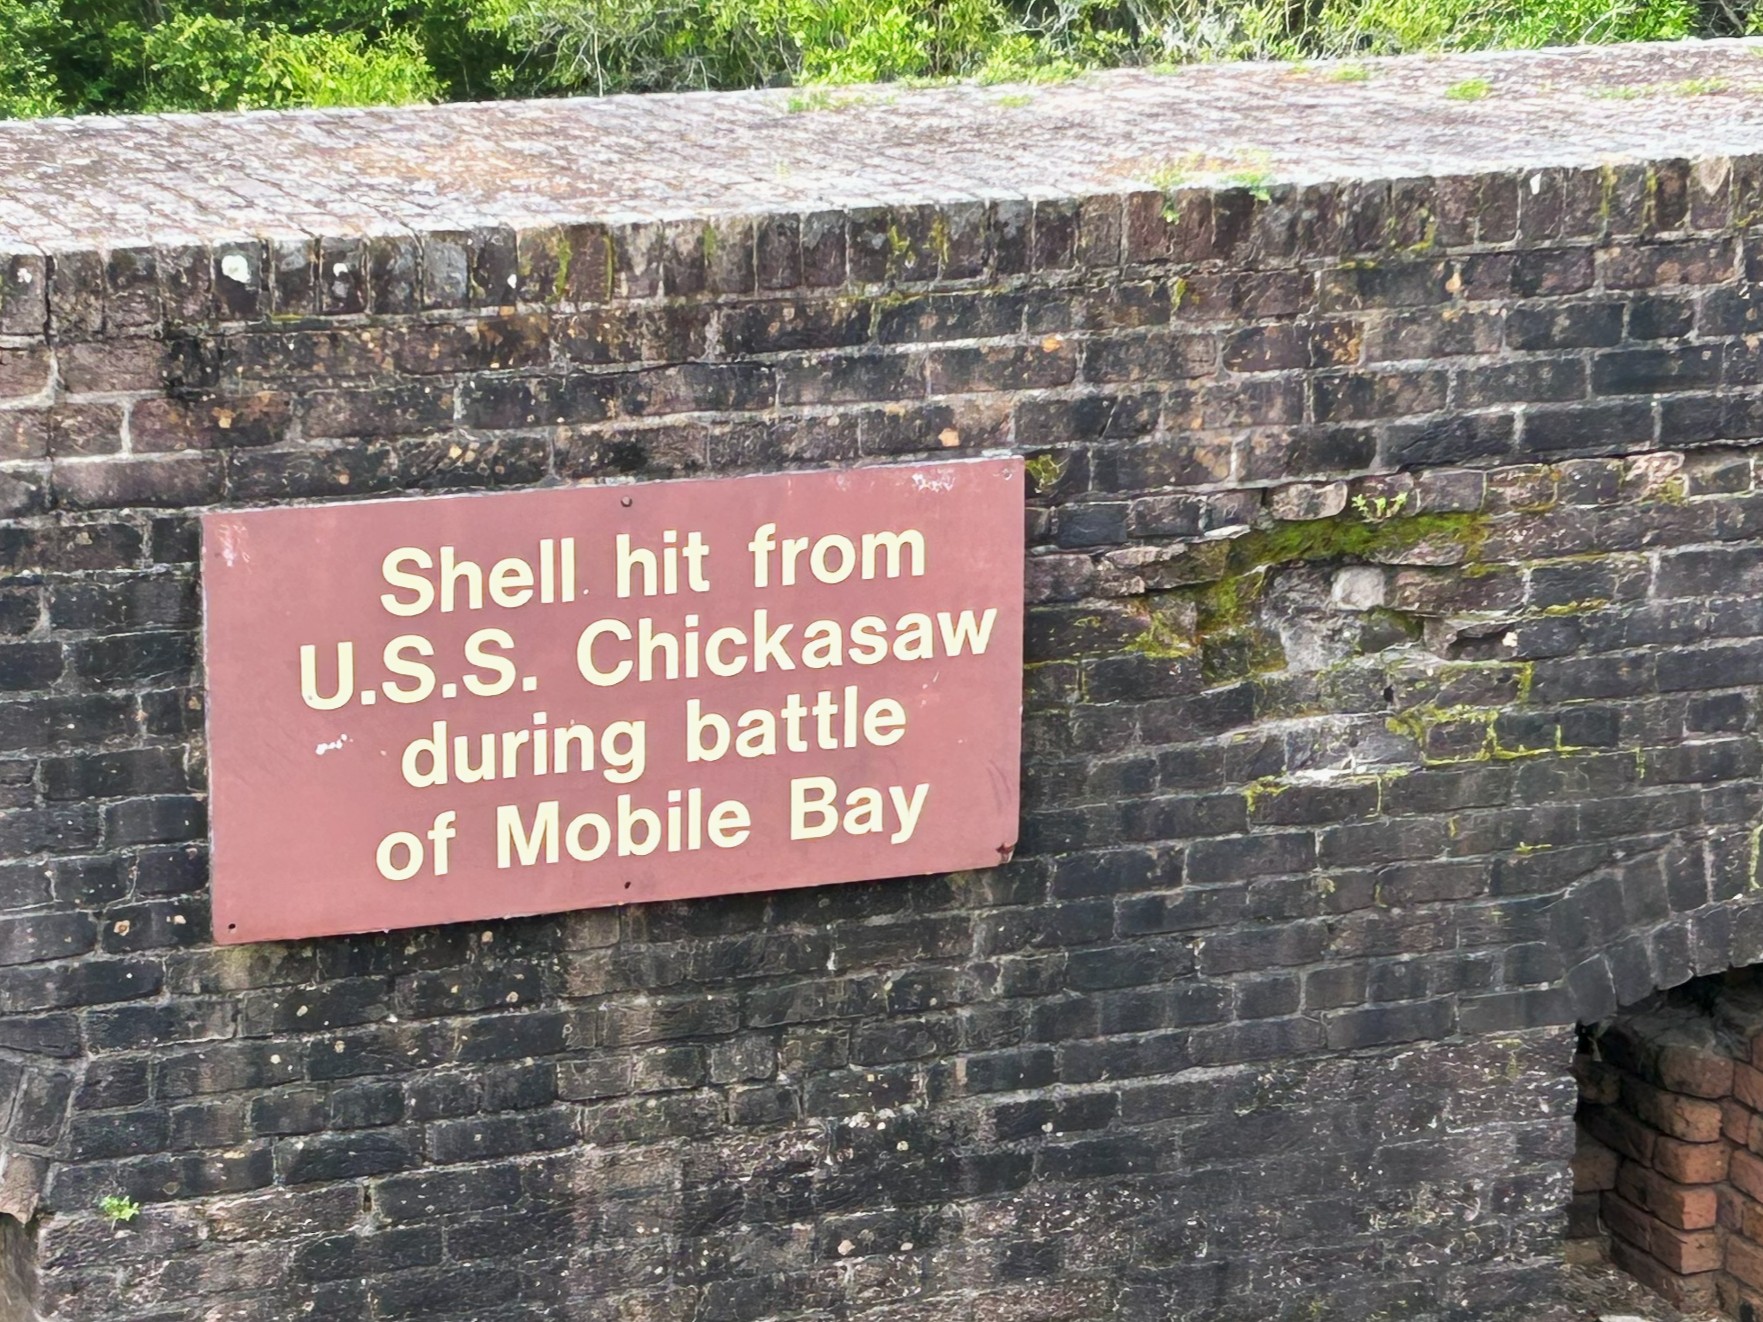 Shell hit from
U.S.S. Chickasaw
during battle
of Mobile Bay